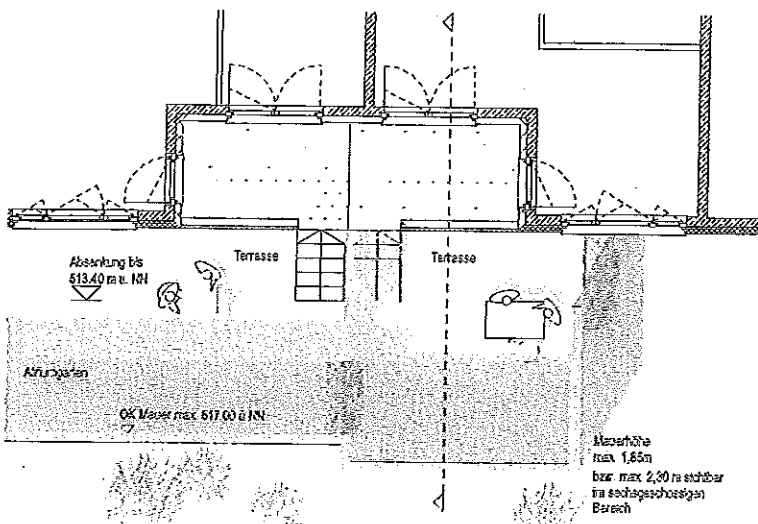 Absenkung bis
513.40 m ü. NN
Terrasse
Terrasse
OK Mauer max. 517.00 ü NN
Mauerhöhe
max. 1,85m
bzw. max. 2,30 m sichtbar
im sechsgeschossigen
Bereich